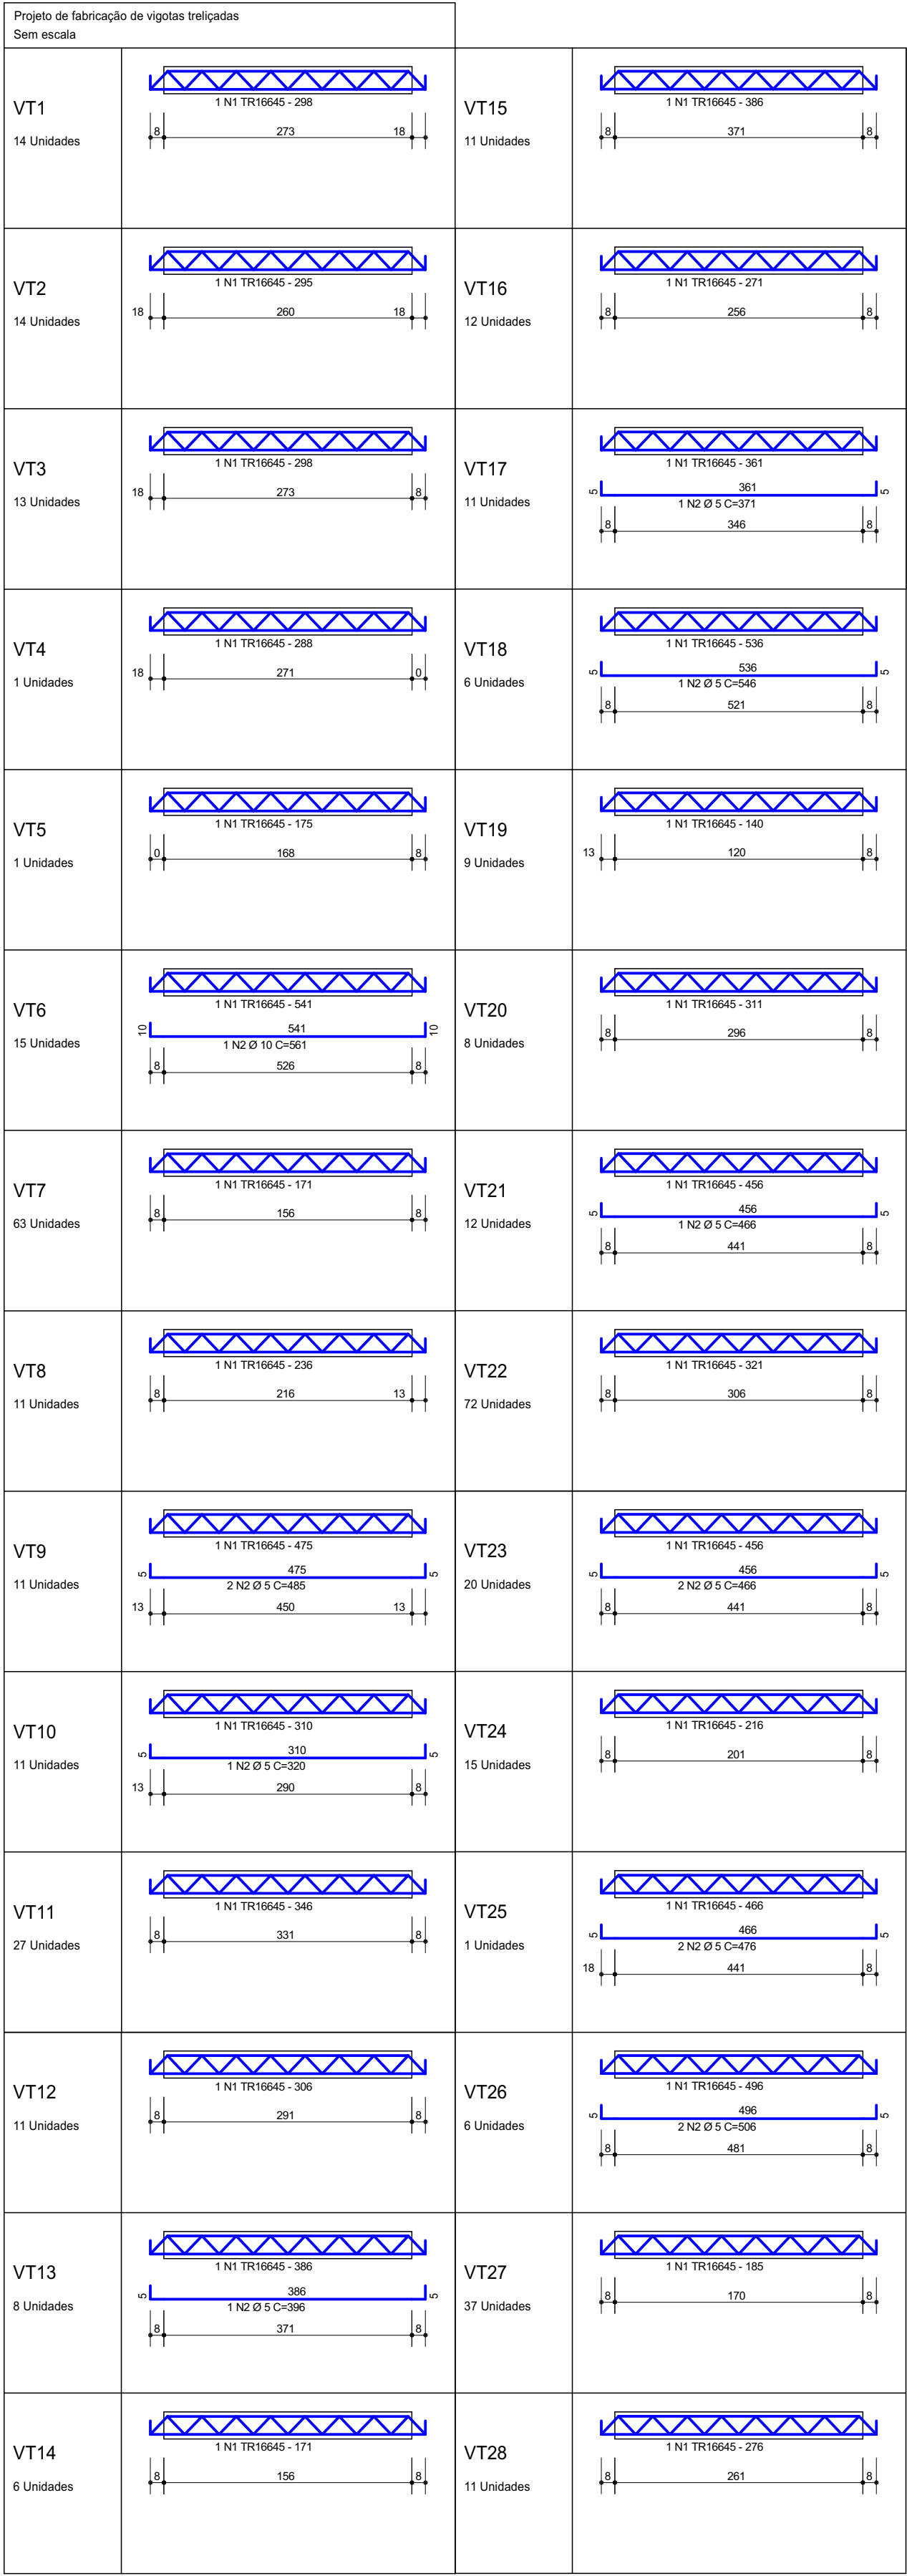 Projeto de fabricação de vigotas treliçadas
Sem escala
VT1
14 Unidades
1 N1 TR16645 - 298
8 273 18
VT2
14 Unidades
1 N1 TR16645 - 295
18 260 18
VT3
13 Unidades
1 N1 TR16645 - 298
18 273 8
VT4
1 Unidades
1 N1 TR16645 - 288
18 271 0
VT5
1 Unidades
1 N1 TR16645 - 175
0 168 8
VT6
15 Unidades
1 N1 TR16645 - 541
10 541 10
1 N2 Ø 10 C=561
8 526 8
VT7
63 Unidades
1 N1 TR16645 - 171
8 156 8
VT8
11 Unidades
1 N1 TR16645 - 236
8 216 13
VT9
11 Unidades
1 N1 TR16645 - 475
5 475 5
2 N2 Ø 5 C=485
13 450 13
VT10
11 Unidades
1 N1 TR16645 - 310
5 310 5
1 N2 Ø 5 C=320
13 290 8
VT11
27 Unidades
1 N1 TR16645 - 346
8 331 8
VT12
11 Unidades
1 N1 TR16645 - 306
8 291 8
VT13
8 Unidades
1 N1 TR16645 - 386
5 386 5
1 N2 Ø 5 C=396
8 371 8
VT14
6 Unidades
1 N1 TR16645 - 171
8 156 8
VT15
11 Unidades
1 N1 TR16645 - 386
8 371 8
VT16
12 Unidades
1 N1 TR16645 - 271
8 256 8
VT17
11 Unidades
1 N1 TR16645 - 361
5 361 5
1 N2 Ø 5 C=371
8 346 8
VT18
6 Unidades
1 N1 TR16645 - 536
5 536 5
1 N2 Ø 5 C=546
8 521 8
VT19
9 Unidades
1 N1 TR16645 - 140
13 120 8
VT20
8 Unidades
1 N1 TR16645 - 311
8 296 8
VT21
12 Unidades
1 N1 TR16645 - 456
5 456 5
1 N2 Ø 5 C=466
8 441 8
VT22
72 Unidades
1 N1 TR16645 - 321
8 306 8
VT23
20 Unidades
1 N1 TR16645 - 456
5 456 5
2 N2 Ø 5 C=466
8 441 8
VT24
15 Unidades
1 N1 TR16645 - 216
8 201 8
VT25
1 Unidades
1 N1 TR16645 - 466
5 466 5
2 N2 Ø 5 C=476
18 441 8
VT26
6 Unidades
1 N1 TR16645 - 496
5 496 5
2 N2 Ø 5 C=506
8 481 8
VT27
37 Unidades
1 N1 TR16645 - 185
8 170 8
VT28
11 Unidades
1 N1 TR16645 - 276
8 261 8